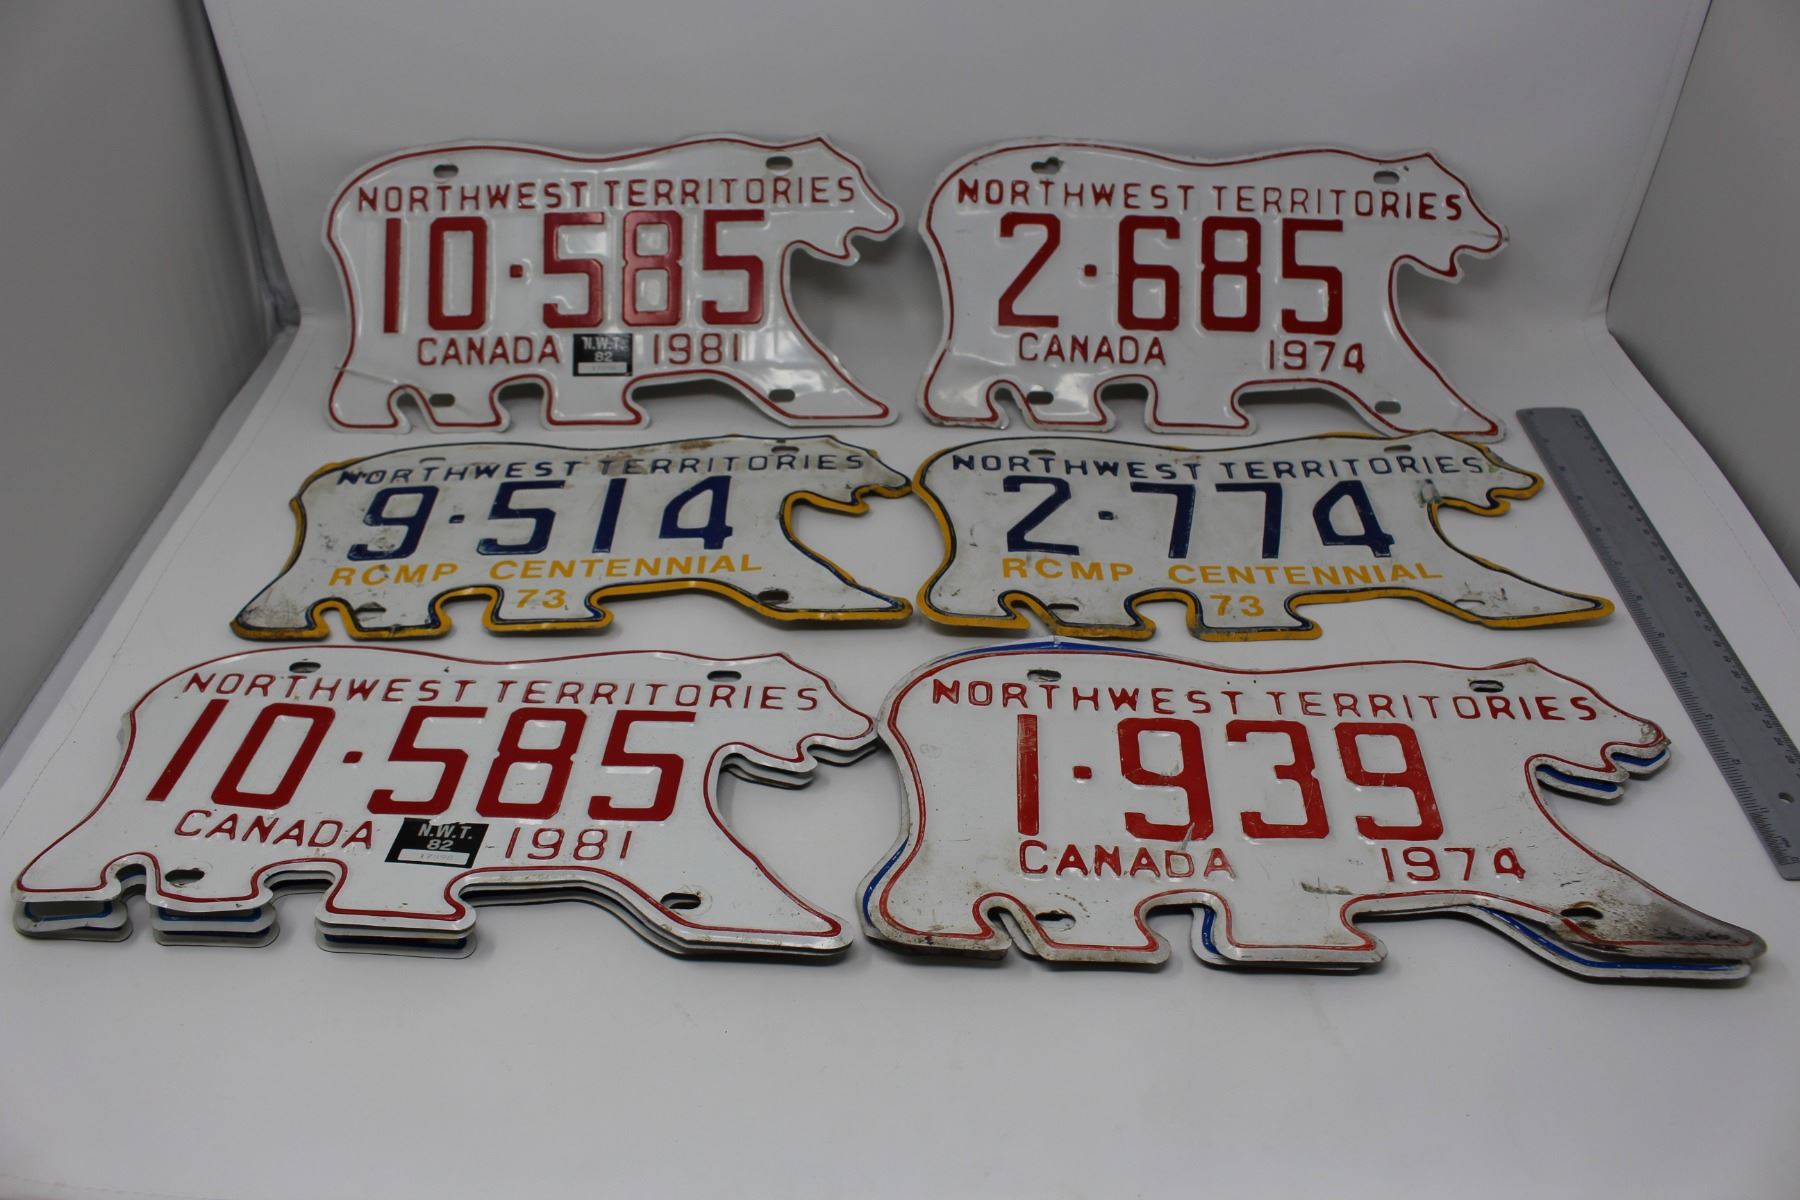 NORTHWEST TERRITORIES
10·585
CANADA N.W.T. 82 1981
NORTHWEST TERRITORIES
2·685
CANADA 1974
NORTHWEST TERRITORIES
9·514
RCMP CENTENNIAL
73
NORTHWEST TERRITORIES
2·774
RCMP CENTENNIAL
73
NORTHWEST TERRITORIES
10·585
CANADA N.W.T. 82 1981
NORTHWEST TERRITORIES
1·939
CANADA 1974